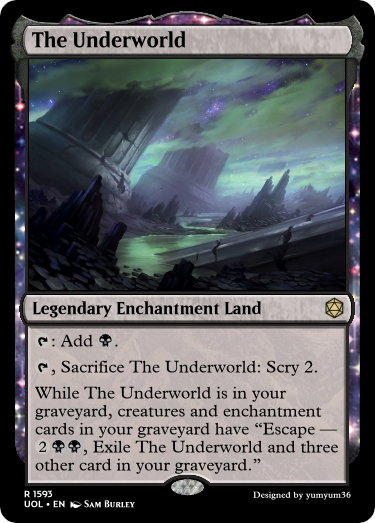 The Underworld
Legendary Enchantment Land
: Add .
, Sacrifice The Underworld: Scry 2.
While The Underworld is in your
graveyard, creatures and enchantment
cards in your graveyard have “Escape —
2 , Exile The Underworld and three
other card in your graveyard.”
R 1593
UOL • EN SAM BURLEY
Designed by yumyum36